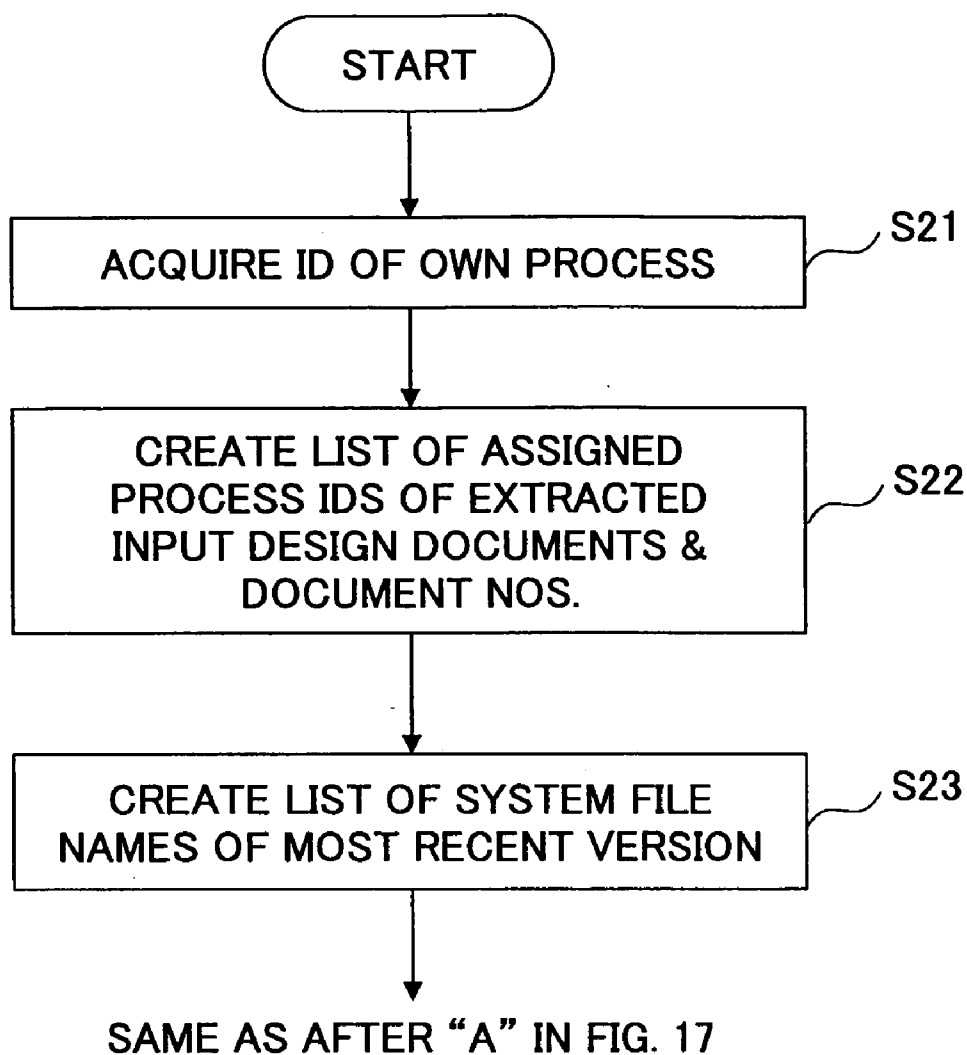 START
ACQUIRE ID OF OWN PROCESS
S21
CREATE LIST OF ASSIGNED
PROCESS IDS OF EXTRACTED
INPUT DESIGN DOCUMENTS &
DOCUMENT NOS.
S22
CREATE LIST OF SYSTEM FILE
NAMES OF MOST RECENT VERSION
S23
SAME AS AFTER “A” IN FIG. 17